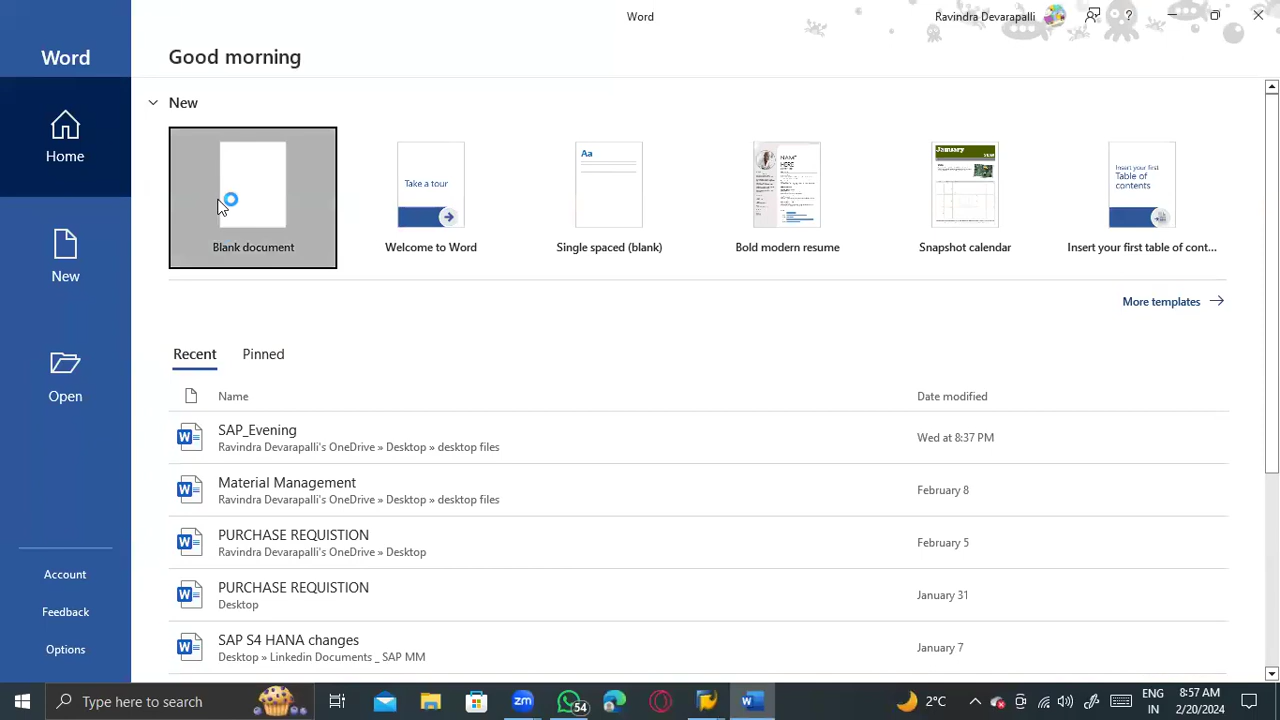 Word
Ravindra Devarapalli
?
Word
Good morning
Home
New
Open
Account
Feedback
Options
New
Blank document
Take a tour
Welcome to Word
Aa
Single spaced (blank)
NAME
HERE
Bold modern resume
January
Snapshot calendar
Insert your first
Table of
contents
Insert your first table of cont...
More templates
Recent
Pinned
Name
Date modified
SAP_Evening
Ravindra Devarapalli's OneDrive » Desktop » desktop files
Wed at 8:37 PM
Material Management
Ravindra Devarapalli's OneDrive » Desktop » desktop files
February 8
PURCHASE REQUISTION
Ravindra Devarapalli's OneDrive » Desktop
February 5
PURCHASE REQUISTION
Desktop
January 31
SAP S4 HANA changes
Desktop » Linkedin Documents _ SAP MM
January 7
Type here to search
zm
54
W
2°C
ENG
IN
8:57 AM
2/20/2024